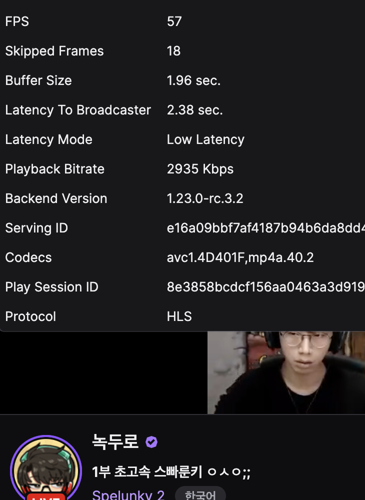 FPS 57
Skipped Frames 18
Buffer Size 1.96 sec.
Latency To Broadcaster 2.38 sec.
Latency Mode Low Latency
Playback Bitrate 2935 Kbps
Backend Version 1.23.0-rc.3.2
Serving ID e16a09bbf7af4187b94b6da8dd4
Codecs avc1.4D401F,mp4a.40.2
Play Session ID 8e3858bcdcf156aa0463a3d919
Protocol HLS
녹두로
1부 초고속 스빠룬키 ㅇㅅㅇ;;
Spelunky 2 한국어